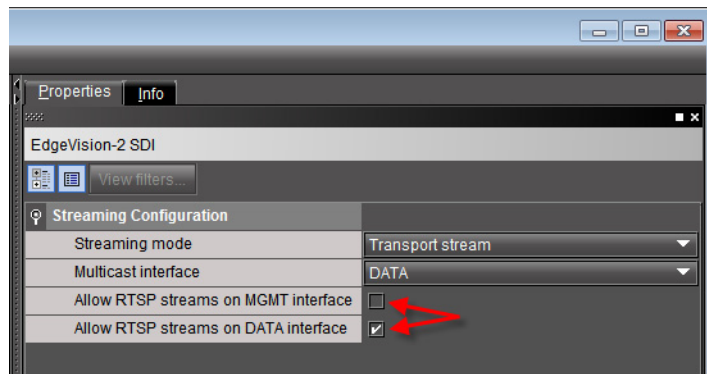 Properties Info
EdgeVision-2 SDI
View filters...
Streaming Configuration
Streaming mode Transport stream
Multicast interface DATA
Allow RTSP streams on MGMT interface
Allow RTSP streams on DATA interface